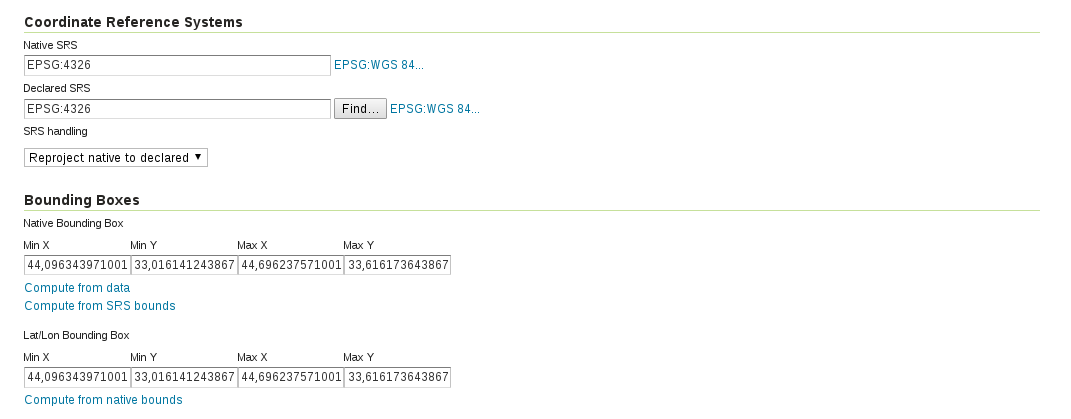 Coordinate Reference Systems
Native SRS
EPSG:4326 EPSG:WGS 84...
Declared SRS
EPSG:4326 Find... EPSG:WGS 84...
SRS handling
Reproject native to declared
Bounding Boxes
Native Bounding Box
Min X Min Y Max X Max Y
44,096343971001 33,016141243867 44,696237571001 33,616173643867
Compute from data
Compute from SRS bounds
Lat/Lon Bounding Box
Min X Min Y Max X Max Y
44,096343971001 33,016141243867 44,696237571001 33,616173643867
Compute from native bounds